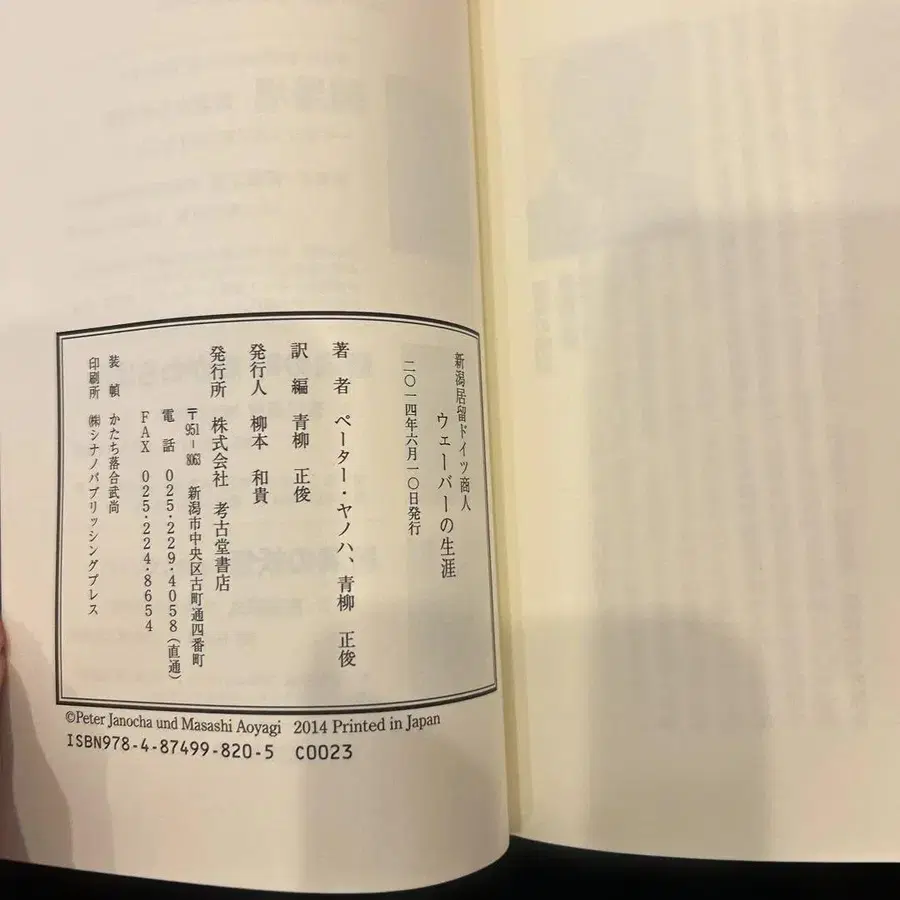 新潟居留ドイツ商人
ウェーバーの生涯
二〇一四年六月一〇日発行
著 者 ペーター・ヤノハ、青柳 正俊
訳 編 青柳 正俊
発行人 柳本 和貴
発行所 株式会社 考古堂書店
〒951-8063 新潟市中央区古町通四番町
電 話 025・229・4058(直通)
FAX 025・224・8654
装 幀 かたち落合武尚
印刷所 ㈱シナノパブリッシングプレス
©Peter Janocha und Masashi Aoyagi 2014 Printed in Japan
ISBN978-4-87499-820-5 C0023